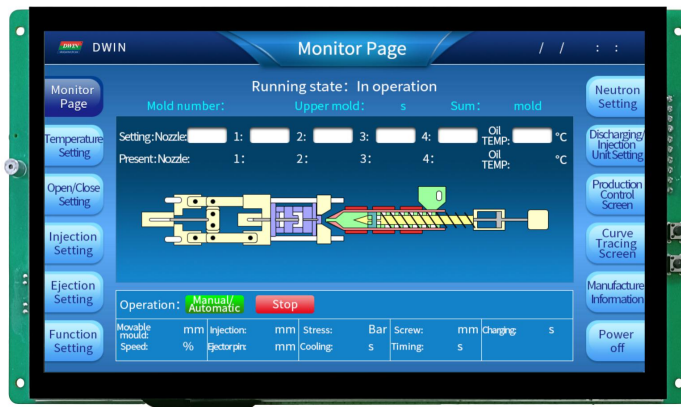 DWIN DWIN Monitor Page / / : :
Running state: In operation
Mold number: Upper mold: s Sum: mold
Monitor
Page
Temperature
Setting
Open/Close
Setting
Injection
Setting
Ejection
Setting
Function
Setting
Setting: Nozzle: 1: 2: 3: 4: Oil TEMP: °C
Present: Nozzle: 1: 2: 3: 4: Oil TEMP: °C
Operation: Manual/Automatic Stop
Movable mould: mm Injection: mm Stress: Bar Screw: mm Charging: s
Speed: % Ejector pin: mm Cooling: s Timing: s
Neutron
Setting
Discharging/
Injection
Unit Setting
Production
Control
Screen
Curve
Tracing
Screen
Manufacture
Information
Power
off